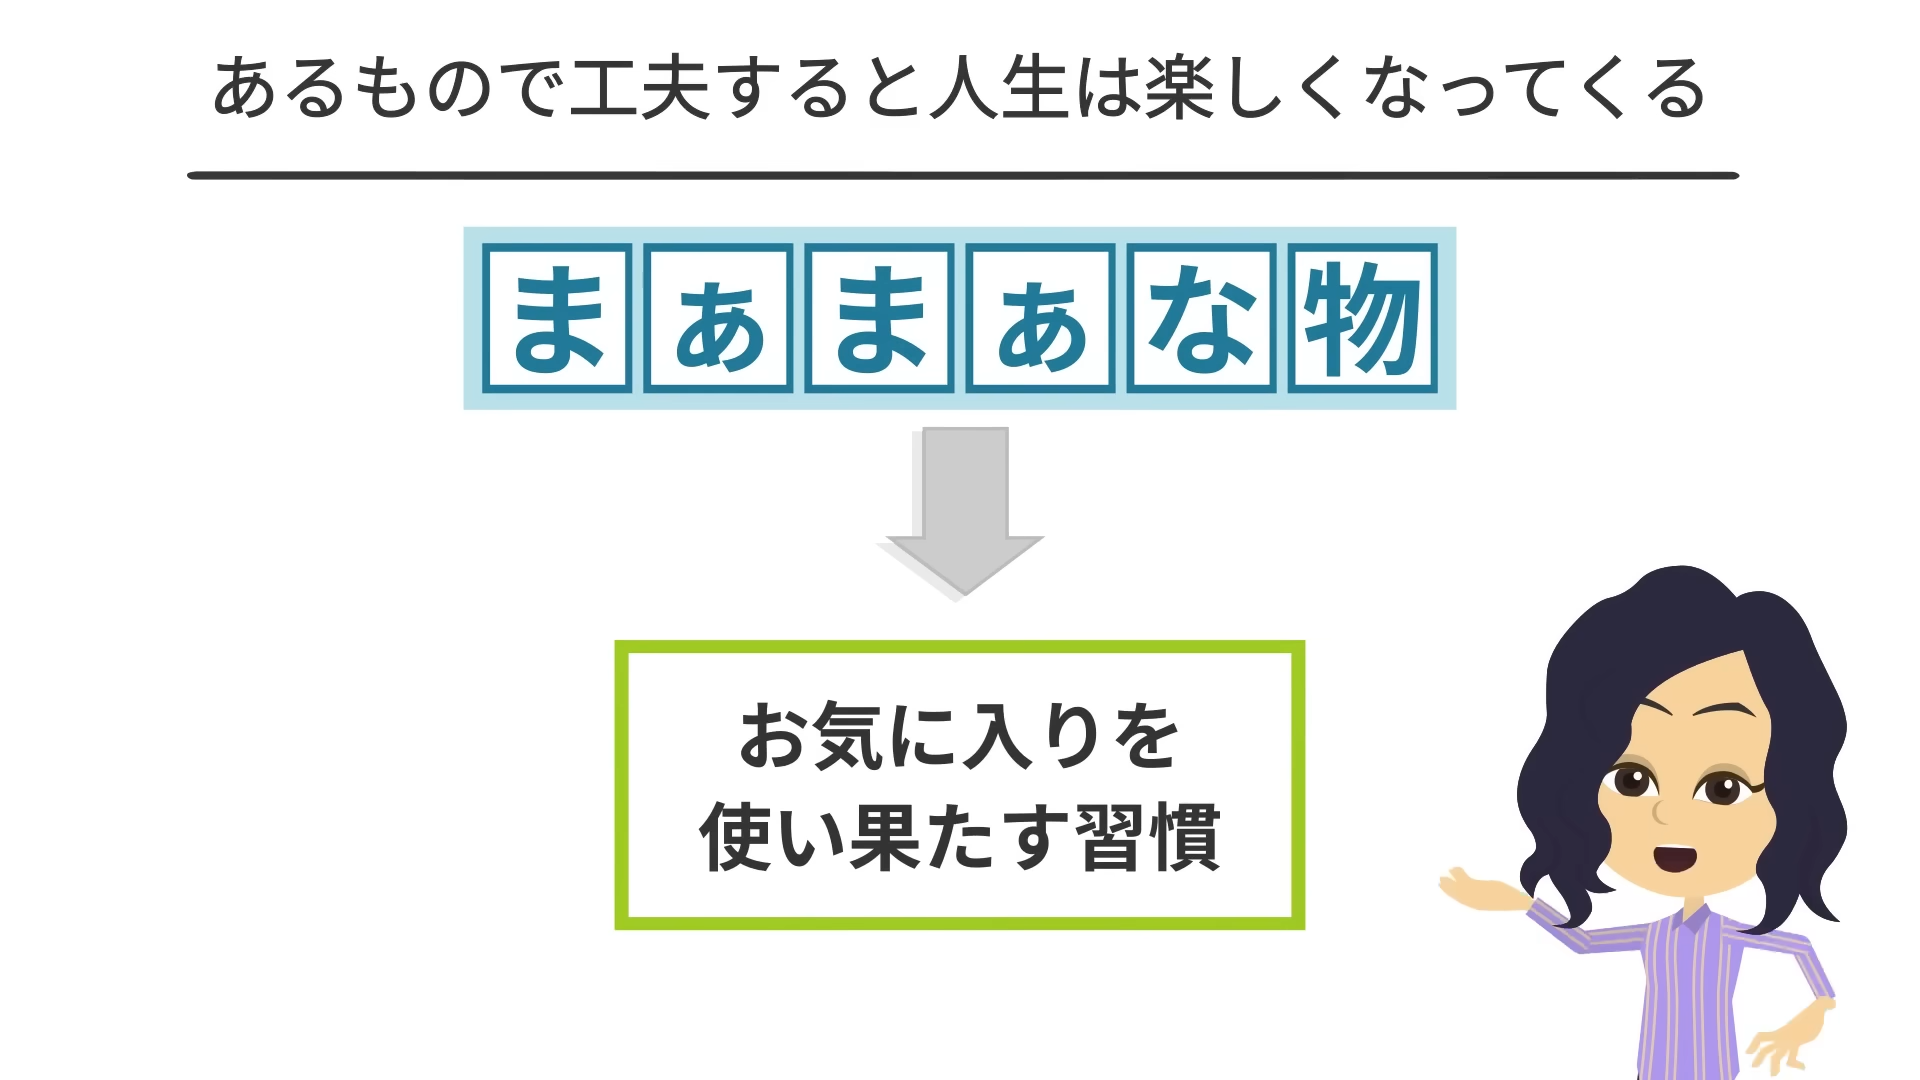 あるもので工夫すると人生は楽しくなってくる
まぁまぁな物
お気に入りを
使い果たす習慣